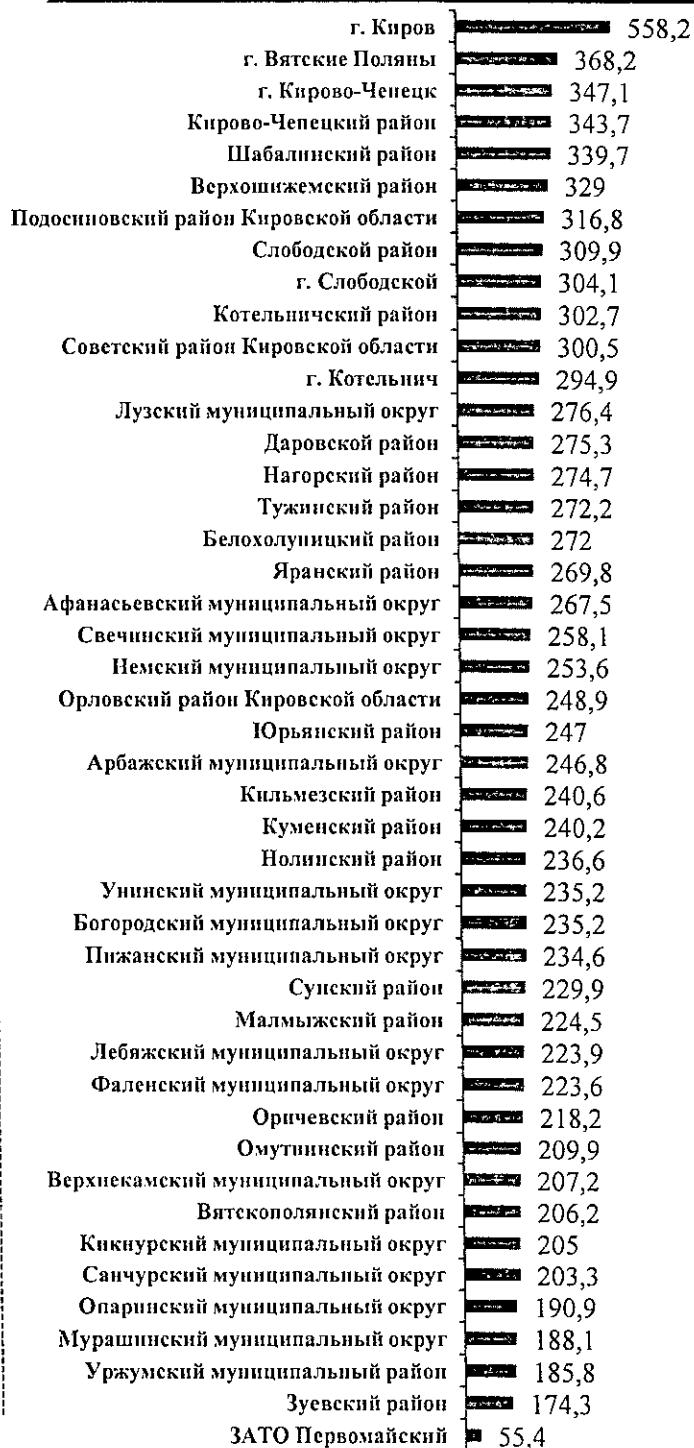 г. Киров 558,2
г. Вятские Поляны 368,2
г. Кирово-Чепецк 347,1
Кирово-Чепецкий район 343,7
Шабалинский район 339,7
Верхошижемский район 329
Подосиновский район Кировской области 316,8
Слободской район 309,9
г. Слободской 304,1
Котельничский район 302,7
Советский район Кировской области 300,5
г. Котельнич 294,9
Лузский муниципальный округ 276,4
Даровской район 275,3
Нагорский район 274,7
Тужинский район 272,2
Белохолуницкий район 272
Яранский район 269,8
Афанасьевский муниципальный округ 267,5
Свечинский муниципальный округ 258,1
Немский муниципальный округ 253,6
Орловский район Кировской области 248,9
Юрьянский район 247
Арбажский муниципальный округ 246,8
Кильмезский район 240,6
Куменский район 240,2
Нолинский район 236,6
Унинский муниципальный округ 235,2
Богородский муниципальный округ 235,2
Пижанский муниципальный округ 234,6
Сунский район 229,9
Малмыжский район 224,5
Лебяжский муниципальный округ 223,9
Фаленский муниципальный округ 223,6
Оричевский район 218,2
Омутнинский район 209,9
Верхнекамский муниципальный округ 207,2
Вятскополянский район 206,2
Кикнурский муниципальный округ 205
Санчурский муниципальный округ 203,3
Опаринский муниципальный округ 190,9
Мурашинский муниципальный округ 188,1
Уржумский муниципальный район 185,8
Зуевский район 174,3
ЗАТО Первомайский 55,4